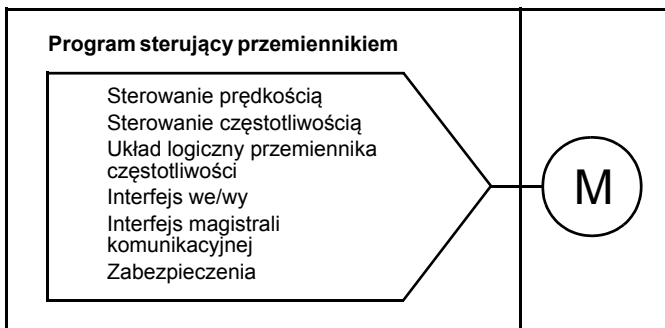 Program sterujący przemiennikiem
Sterowanie prędkością
Sterowanie częstotliwością
Układ logiczny przemiennika
częstotliwości
Interfejs we/wy
Interfejs magistrali
komunikacyjnej
Zabezpieczenia
M